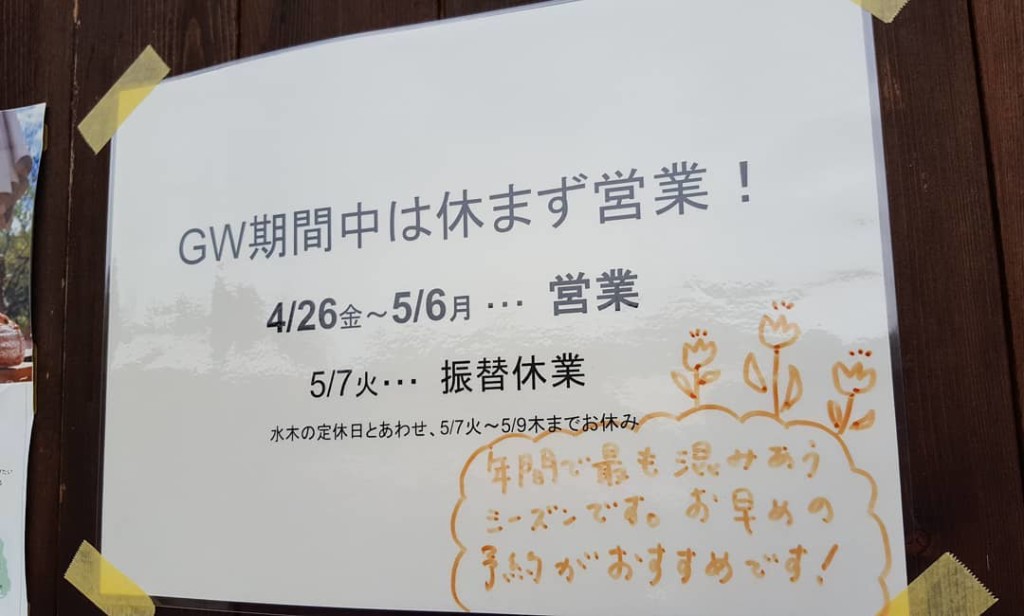 GW期間中は休まず営業！
4/26金～5/6月 … 営業
5/7火… 振替休業
水木の定休日とあわせ、5/7火～5/9木までお休み
年間で最も混みあう
シーズンです。お早めの
予約がおすすめです！